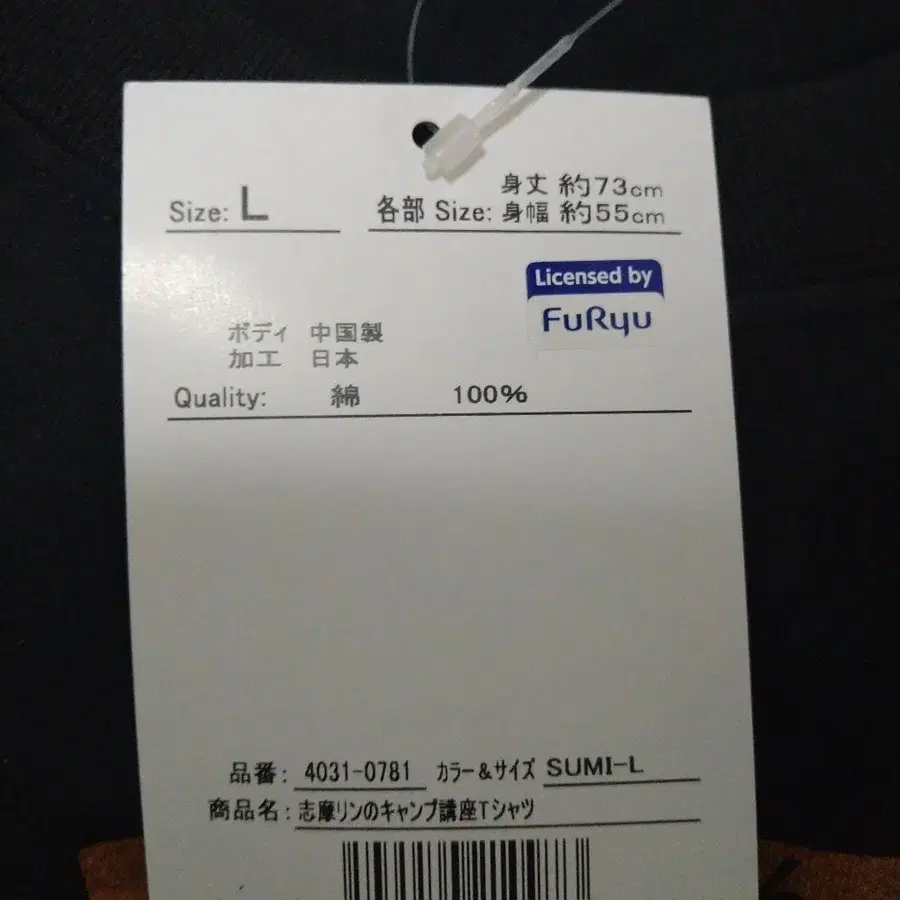 身丈 約73cm
Size: L 各部 Size: 身幅 約55cm
Licensed by
FuRyu
ボディ 中国製
加工 日本
Quality: 綿 100%
品番: 4031-0781 カラー&サイズ SUMI-L
商品名: 志摩リンのキャンプ講座Tシャツ